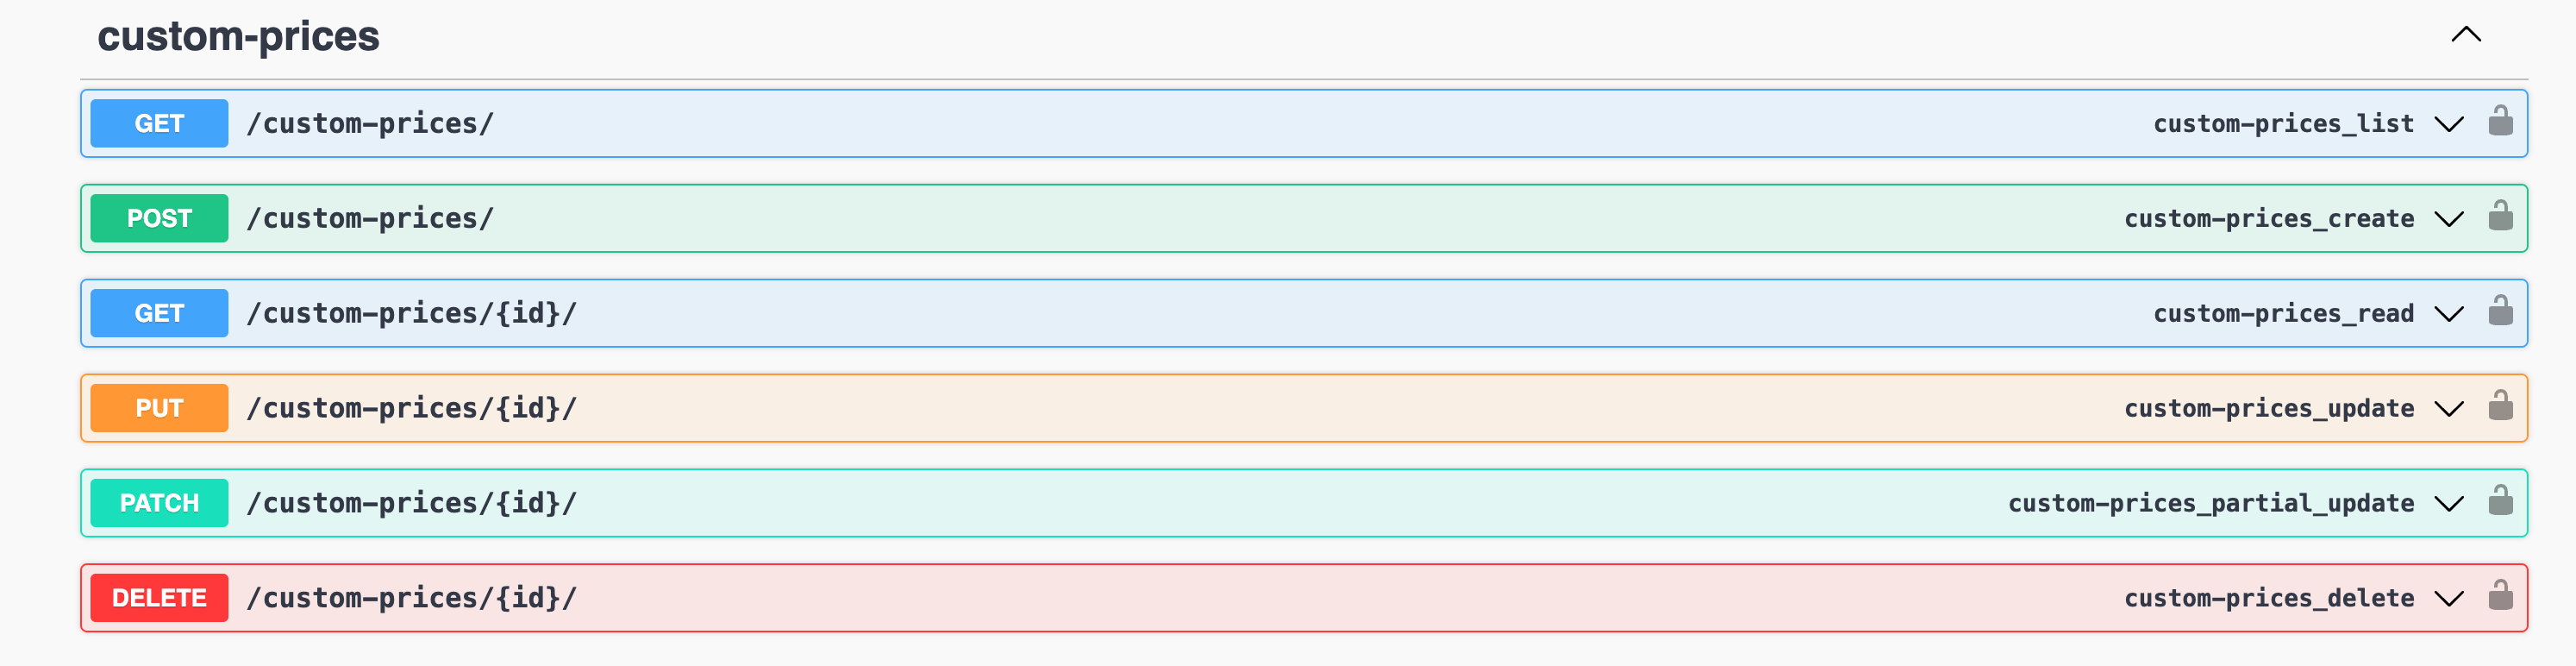 custom-prices
GET /custom-prices/ custom-prices_list
POST /custom-prices/ custom-prices_create
GET /custom-prices/{id}/ custom-prices_read
PUT /custom-prices/{id}/ custom-prices_update
PATCH /custom-prices/{id}/ custom-prices_partial_update
DELETE /custom-prices/{id}/ custom-prices_delete